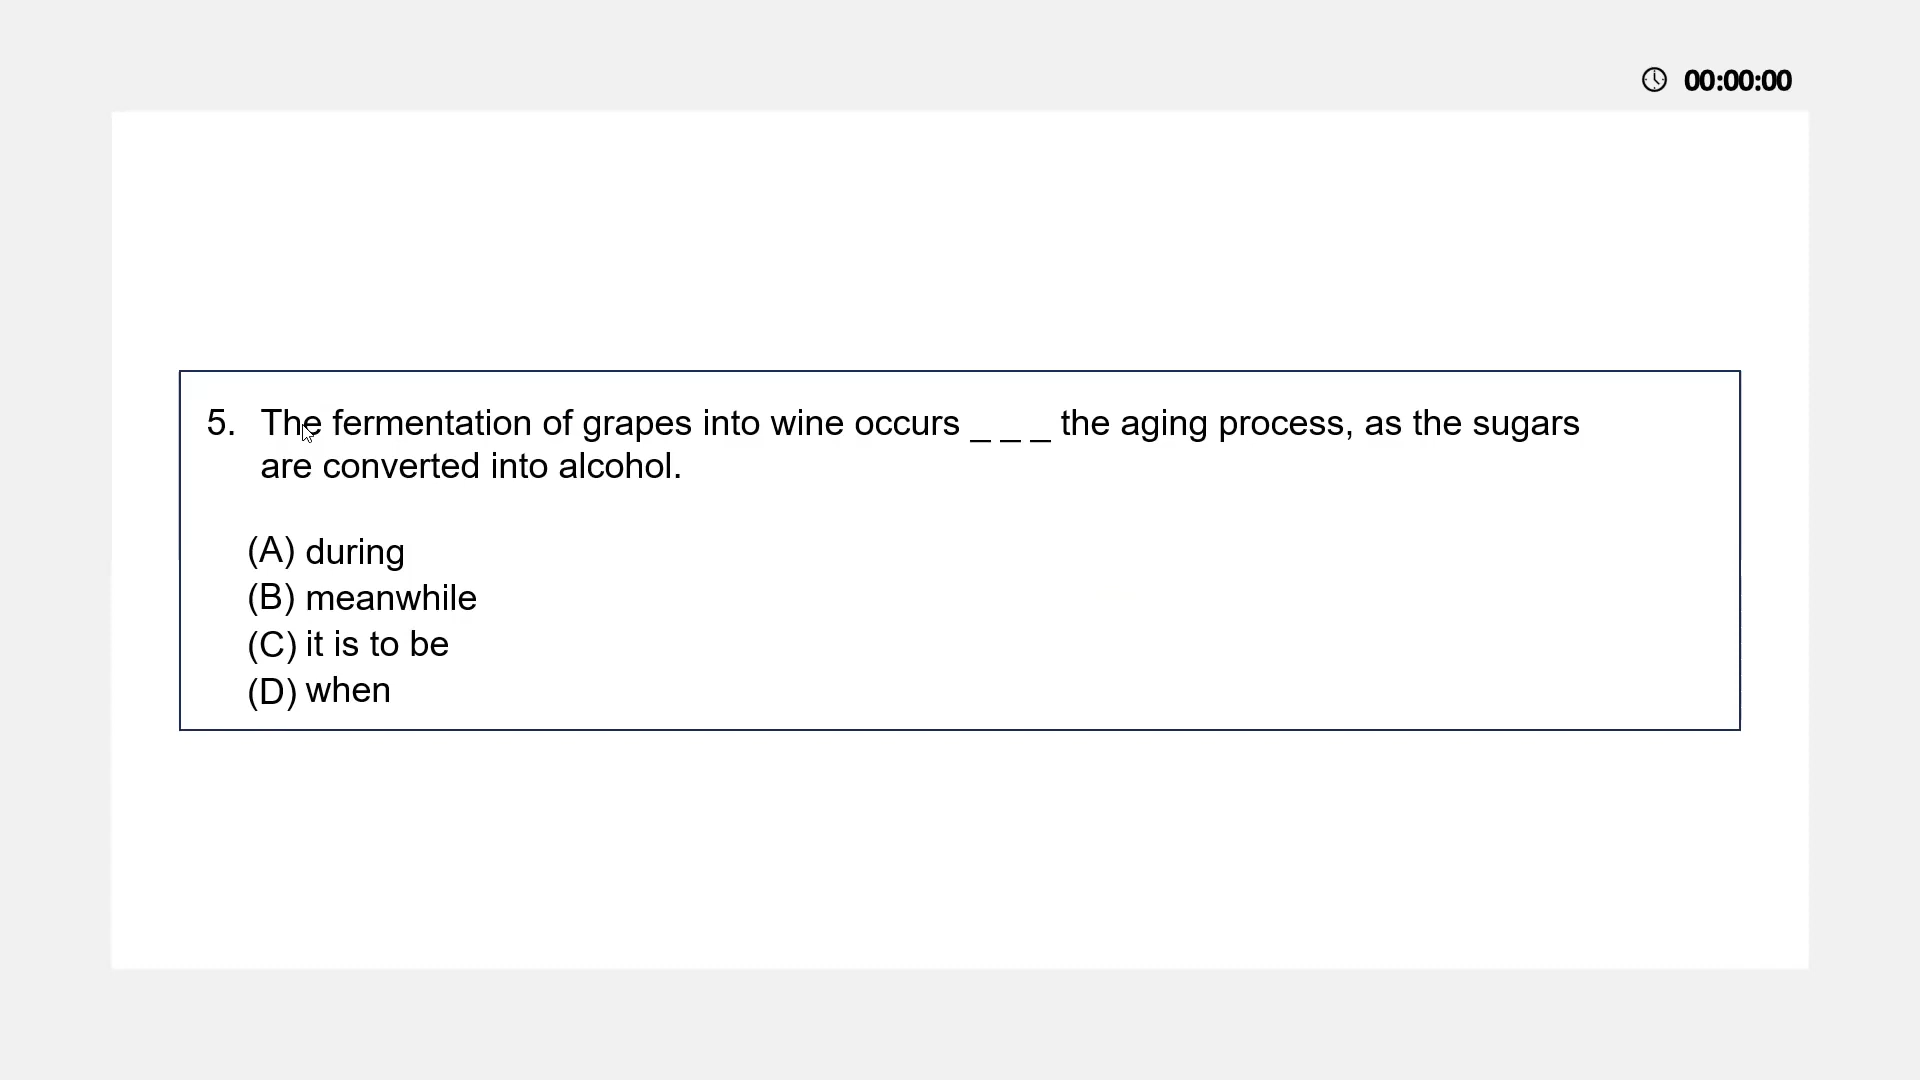 00:00:00
5. The fermentation of grapes into wine occurs _ _ _ the aging process, as the sugars
are converted into alcohol.
(A) during
(B) meanwhile
(C) it is to be
(D) when